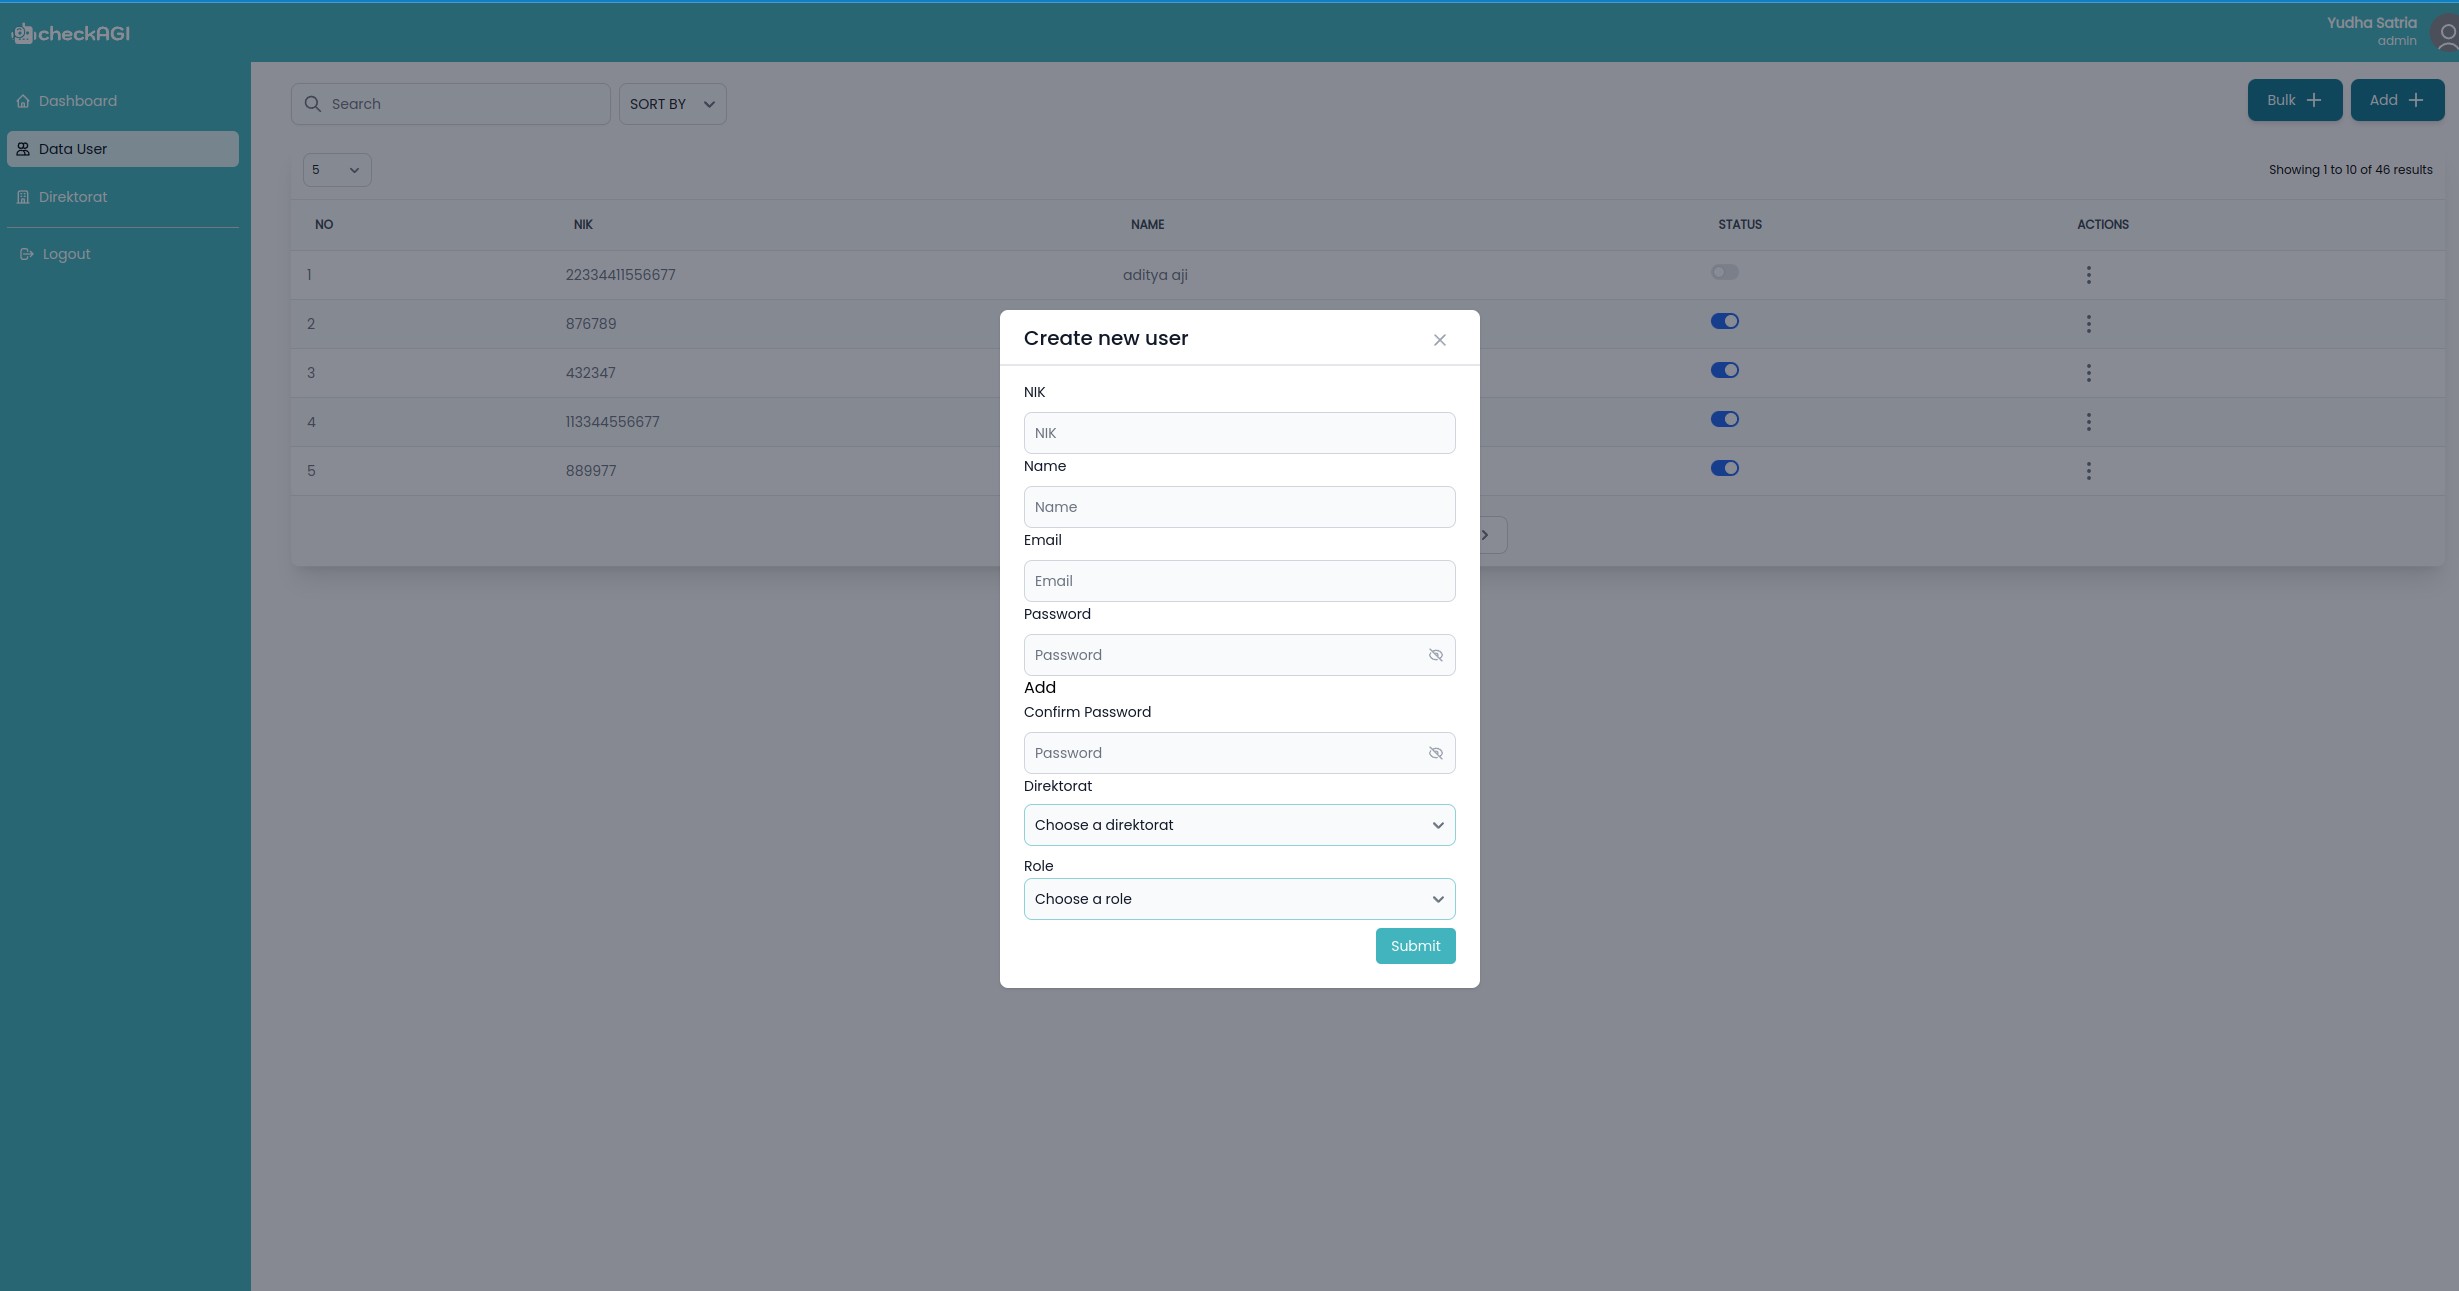 checkAGI
Yudha Satria
admin
Dashboard
Data User
Direktorat
Logout
Search
SORT BY
Bulk
Add
5
Showing 1 to 10 of 46 results
NO NIK NAME STATUS ACTIONS
1 22334411556677 aditya aji
2 876789
3 432347
4 113344556677
5 889977
Create new user
NIK
NIK
Name
Name
Email
Email
Password
Password
Add
Confirm Password
Password
Direktorat
Choose a direktorat
Role
Choose a role
Submit